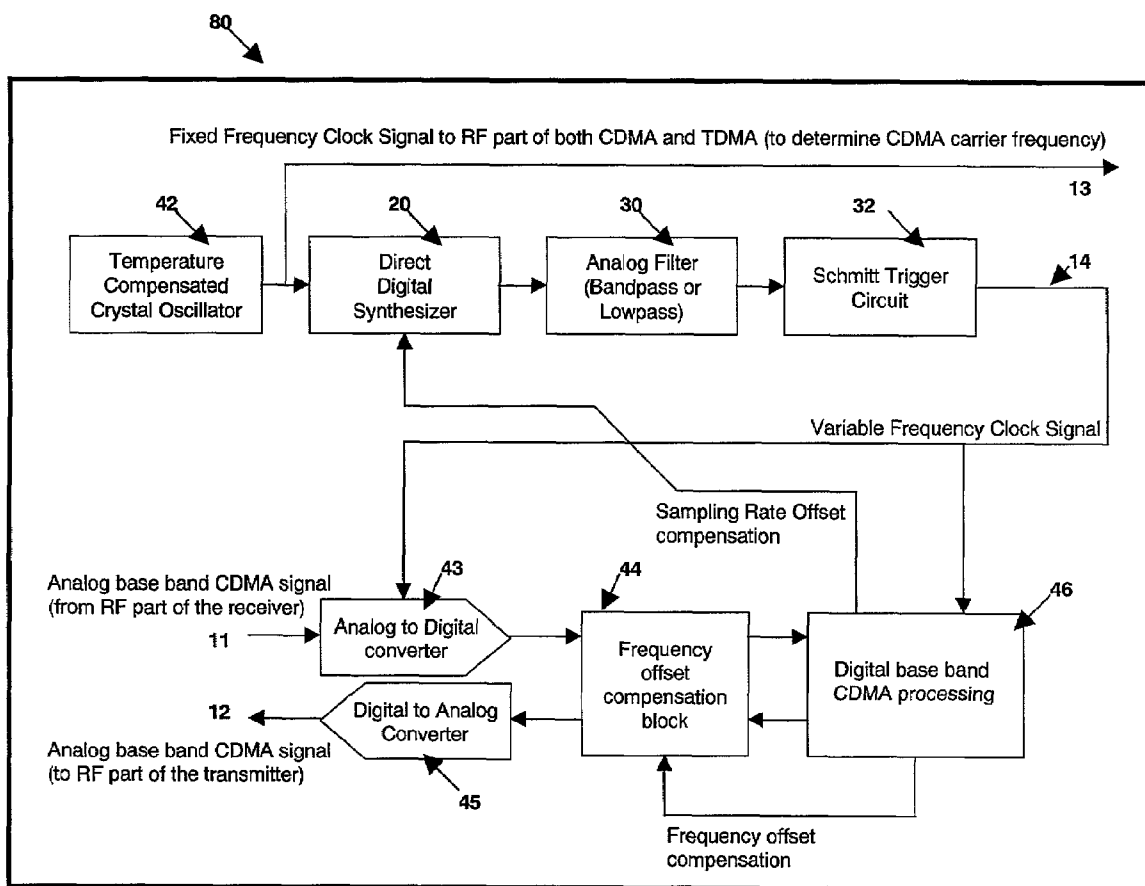 80
Fixed Frequency Clock Signal to RF part of both CDMA and TDMA (to determine CDMA carrier frequency)
13
42
20
30
32
14
Temperature
Compensated
Crystal Oscillator
Direct
Digital
Synthesizer
Analog Filter
(Bandpass or
Lowpass)
Schmitt Trigger
Circuit
Variable Frequency Clock Signal
Sampling Rate Offset
compensation
Analog base band CDMA signal
(from RF part of the receiver)
11
43
Analog to Digital
converter
44
Frequency
offset
compensation
block
46
Digital base band
CDMA processing
12
Analog base band CDMA signal
(to RF part of the transmitter)
Digital to Analog
Converter
45
Frequency offset
compensation